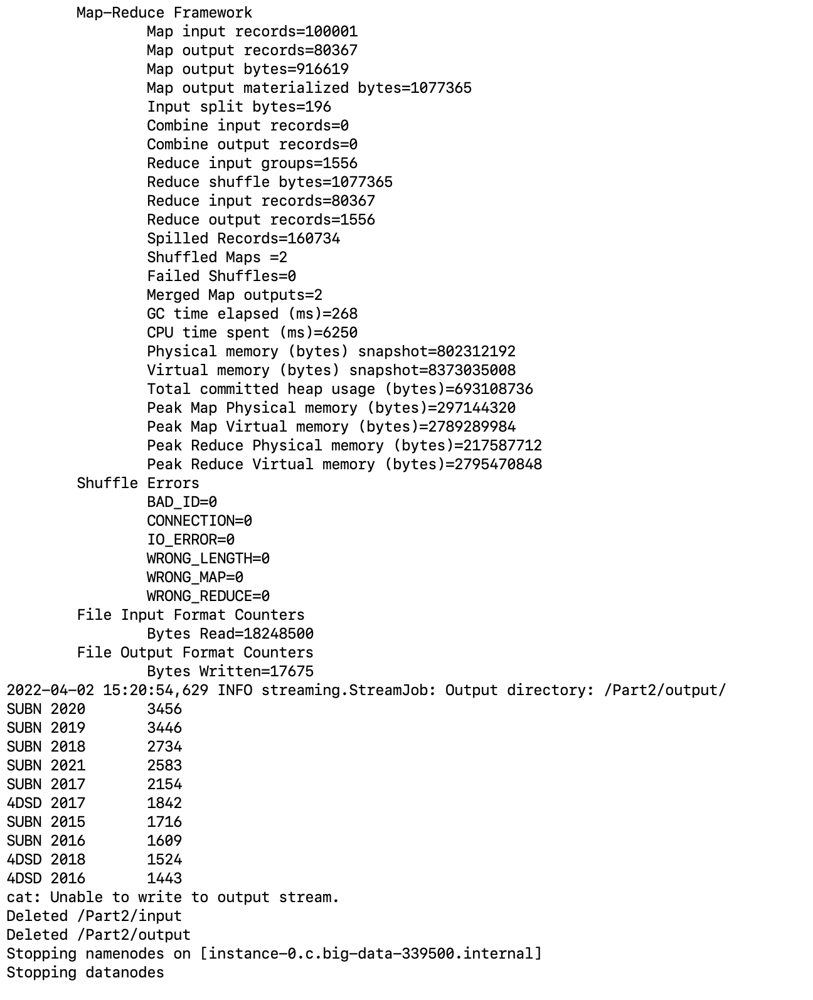 Map-Reduce Framework
Map input records=100001
Map output records=80367
Map output bytes=916619
Map output materialized bytes=1077365
Input split bytes=196
Combine input records=0
Combine output records=0
Reduce input groups=1556
Reduce shuffle bytes=1077365
Reduce input records=80367
Reduce output records=1556
Spilled Records=160734
Shuffled Maps =2
Failed Shuffles=0
Merged Map outputs=2
GC time elapsed (ms)=268
CPU time spent (ms)=6250
Physical memory (bytes) snapshot=802312192
Virtual memory (bytes) snapshot=8373035008
Total committed heap usage (bytes)=693108736
Peak Map Physical memory (bytes)=297144320
Peak Map Virtual memory (bytes)=2789289984
Peak Reduce Physical memory (bytes)=217587712
Peak Reduce Virtual memory (bytes)=2795470848
Shuffle Errors
BAD_ID=0
CONNECTION=0
IO_ERROR=0
WRONG_LENGTH=0
WRONG_MAP=0
WRONG_REDUCE=0
File Input Format Counters
Bytes Read=18248500
File Output Format Counters
Bytes Written=17675
2022-04-02 15:20:54,629 INFO streaming.StreamJob: Output directory: /Part2/output/
SUBN 2020 3456
SUBN 2019 3446
SUBN 2018 2734
SUBN 2021 2583
SUBN 2017 2154
4DSD 2017 1842
SUBN 2015 1716
SUBN 2016 1609
4DSD 2018 1524
4DSD 2016 1443
cat: Unable to write to output stream.
Deleted /Part2/input
Deleted /Part2/output
Stopping namenodes on [instance-0.c.big-data-339500.internal]
Stopping datanodes